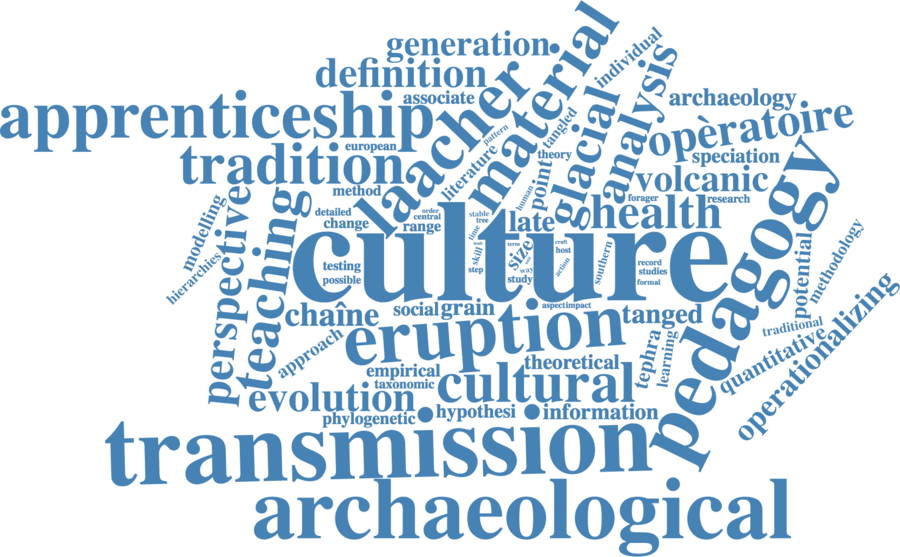 generation
definition
material
individual
apprenticeship
associate
laacher
analysis
archaeology
tradition
european
literature
pattern
tangled
theory
glacial
opèratoire
speciation
method
point
human
volcanic
forager
research
modelling
hierarchies
perspective
teaching
detailed
change
order
central
range
stable
tree
time
late
health
culture
pedagogy
testing
possible
skill
step
fault
term
size
way
study
craft
host
action
southern
record
studies
formal
potential
methodology
chaîne
social
grain
aspect
impact
tanged
eruption
approach
theoretical
tephra
learning
traditional
quantitative
operationalizing
empirical
taxonomic
cultural
evolution
phylogenetic
hypothesi
information
transmission
archaeological